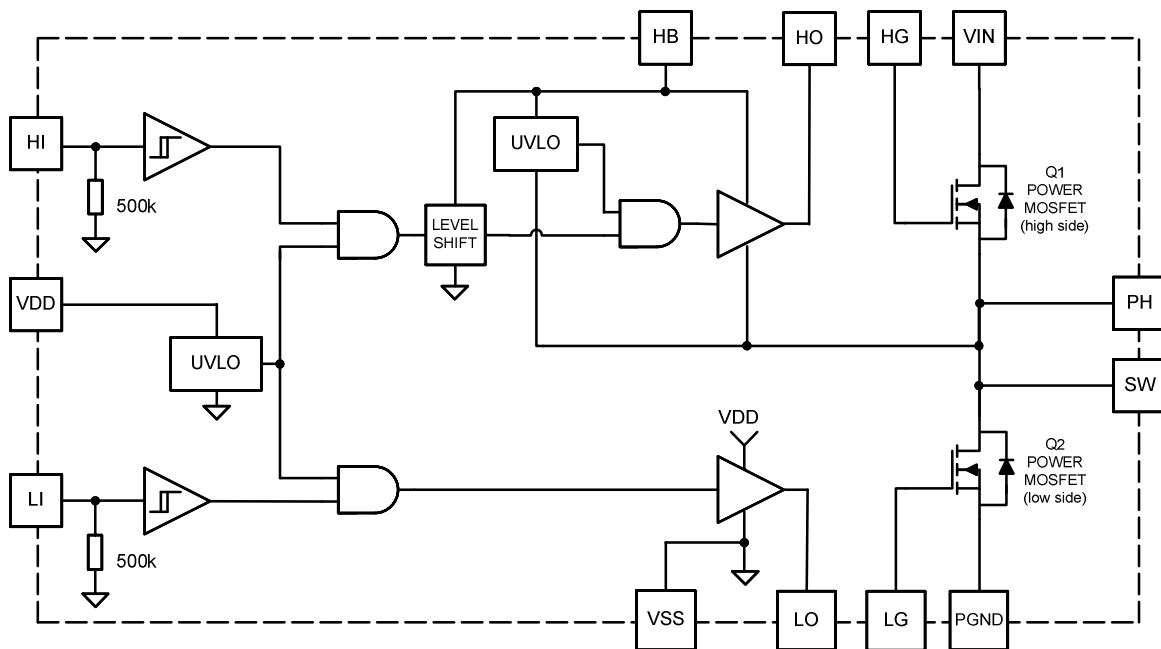 HB
HO
HG
VIN
HI
500k
UVLO
Q1
POWER
MOSFET
(high side)
LEVEL
SHIFT
VDD
UVLO
PH
SW
VDD
Q2
POWER
MOSFET
(low side)
LI
500k
VSS
LO
LG
PGND